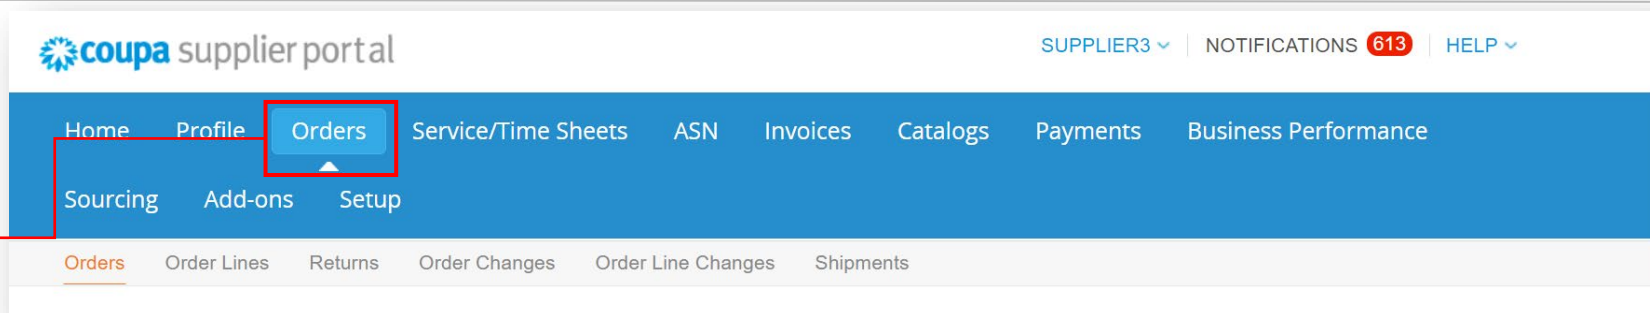 coupa supplier portal
SUPPLIER3 NOTIFICATIONS 613 HELP
Home Profile Orders Service/Time Sheets ASN Invoices Catalogs Payments Business Performance
Sourcing Add-ons Setup
Orders Order Lines Returns Order Changes Order Line Changes Shipments